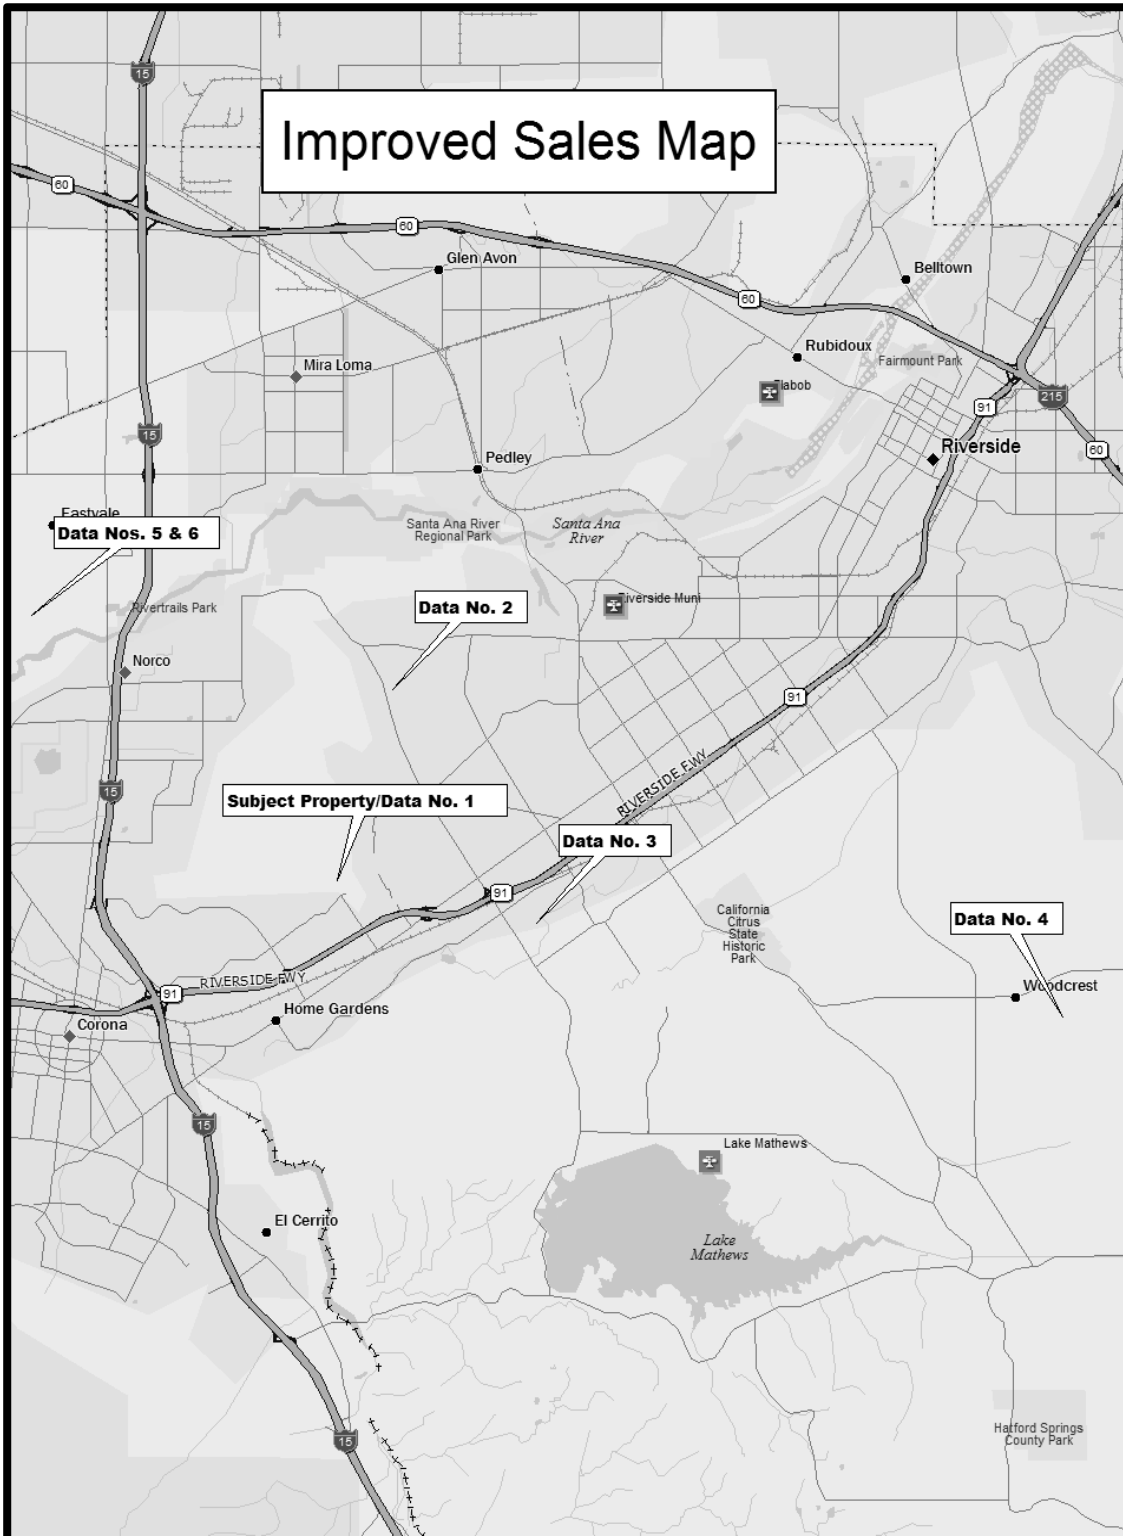 15
Improved Sales Map
60
60
Glen Avon
Belltown
60
Rubidoux
Fairmount Park
Mira Loma
Flabob
215
91
15
Riverside
60
Pedley
Eastvale
Data Nos. 5 & 6
Santa Ana River
Regional Park
Santa Ana
River
Rivertrails Park
Data No. 2
Riverside Muni
Norco
91
RIVERSIDE FWY
15
Subject Property/Data No. 1
Data No. 3
91
California
Citrus
State
Historic
Park
Data No. 4
RIVERSIDE FWY
91
Woodcrest
Home Gardens
Corona
15
Lake Mathews
El Cerrito
Lake
Mathews
15
Harford Springs
County Park